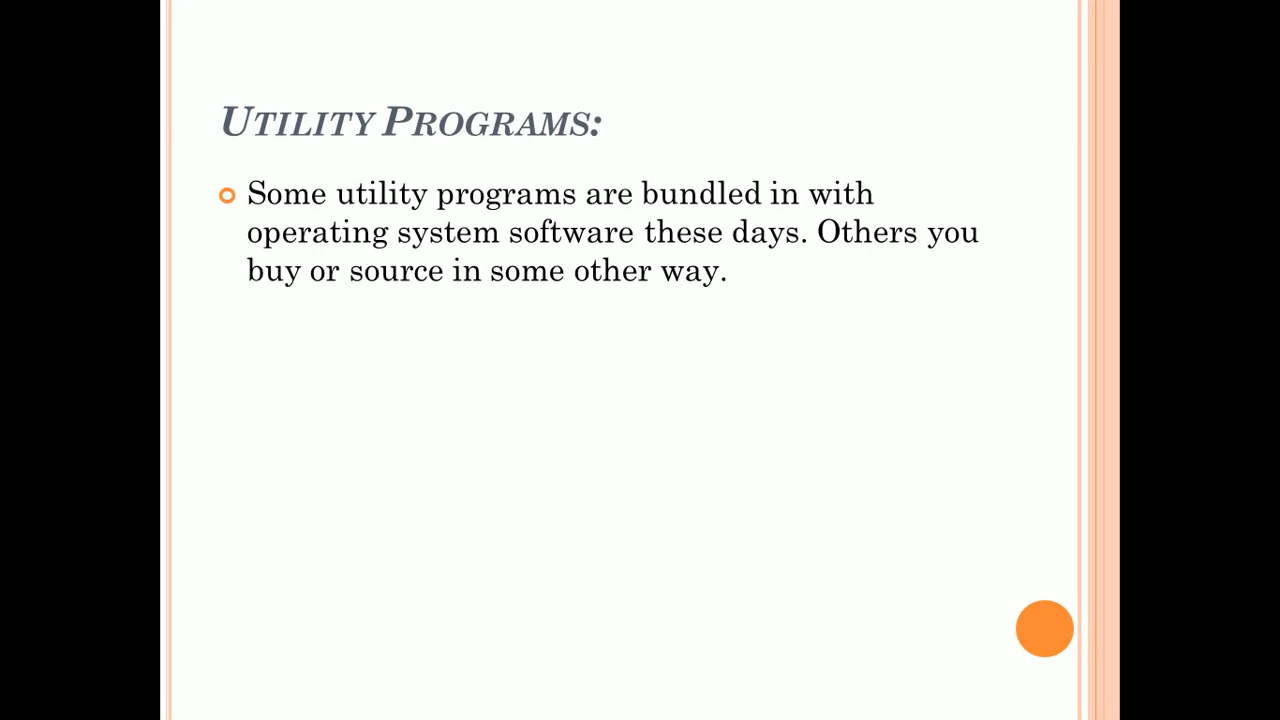 UTILITY PROGRAMS:
Some utility programs are bundled in with
operating system software these days. Others you
buy or source in some other way.